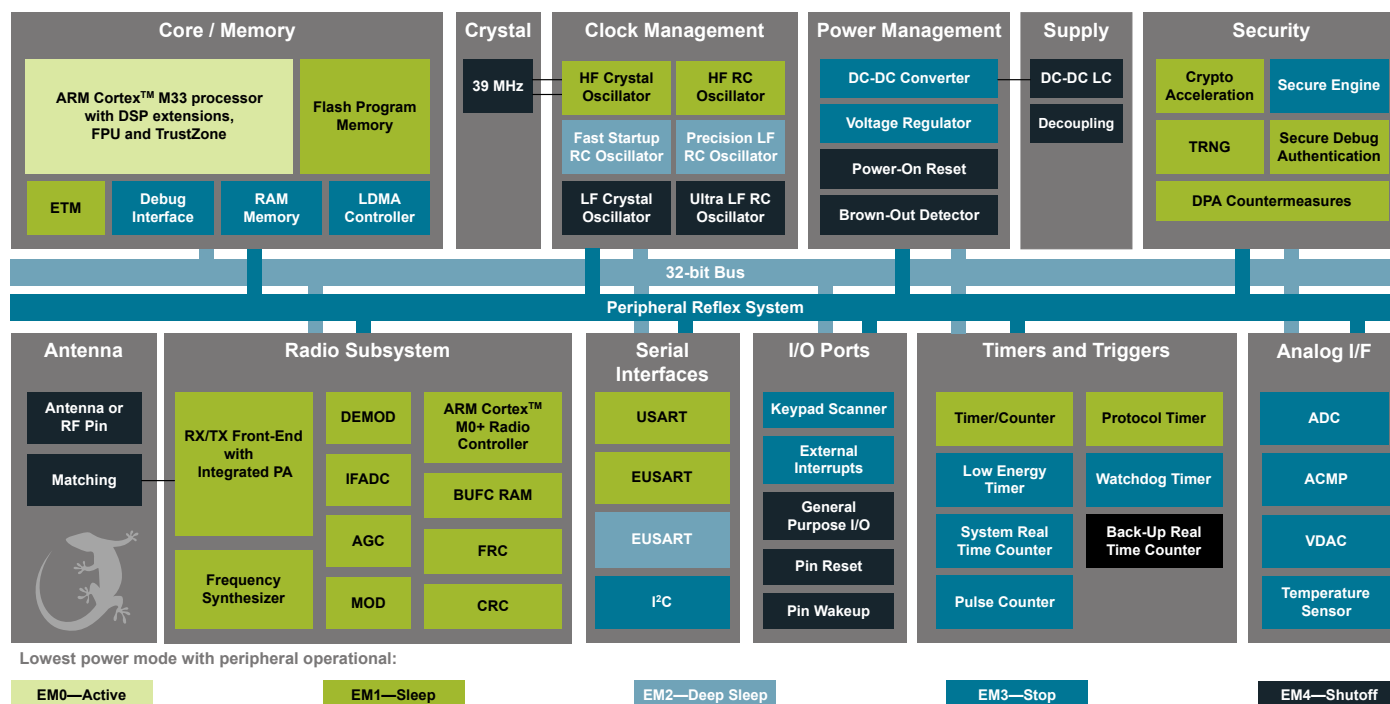 Core / Memory
ARM Cortex™ M33 processor
with DSP extensions,
FPU and TrustZone
Flash Program
Memory
ETM
Debug
Interface
RAM
Memory
LDMA
Controller
Crystal
39 MHz
Clock Management
HF Crystal
Oscillator
HF RC
Oscillator
Fast Startup
RC Oscillator
Precision LF
RC Oscillator
LF Crystal
Oscillator
Ultra LF RC
Oscillator
Power Management
DC-DC Converter
Voltage Regulator
Power-On Reset
Brown-Out Detector
Supply
DC-DC LC
Decoupling
Security
Crypto
Acceleration
Secure Engine
TRNG
Secure Debug
Authentication
DPA Countermeasures
32-bit Bus
Peripheral Reflex System
Antenna
Antenna or
RF Pin
Matching
Radio Subsystem
RX/TX Front-End
with
Integrated PA
Frequency
Synthesizer
DEMOD
IFADC
AGC
MOD
ARM Cortex™
M0+ Radio
Controller
BUFC RAM
FRC
CRC
Serial
Interfaces
USART
EUSART
EUSART
I²C
I/O Ports
Keypad Scanner
External
Interrupts
General
Purpose I/O
Pin Reset
Pin Wakeup
Timers and Triggers
Timer/Counter
Protocol Timer
Low Energy
Timer
Watchdog Timer
System Real
Time Counter
Back-Up Real
Time Counter
Pulse Counter
Analog I/F
ADC
ACMP
VDAC
Temperature
Sensor
Lowest power mode with peripheral operational:
EM0—Active
EM1—Sleep
EM2—Deep Sleep
EM3—Stop
EM4—Shutoff